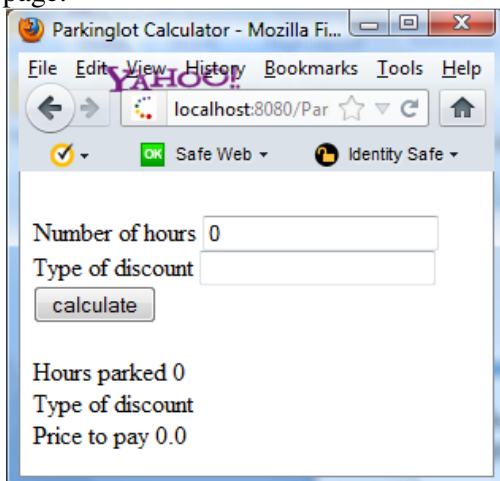 page.
Parkinglot Calculator - Mozilla Fi...
File Edit View History Bookmarks Tools Help
YAHOO!
localhost:8080/Par
OK Safe Web Identity Safe
Number of hours 0
Type of discount
calculate
Hours parked 0
Type of discount
Price to pay 0.0